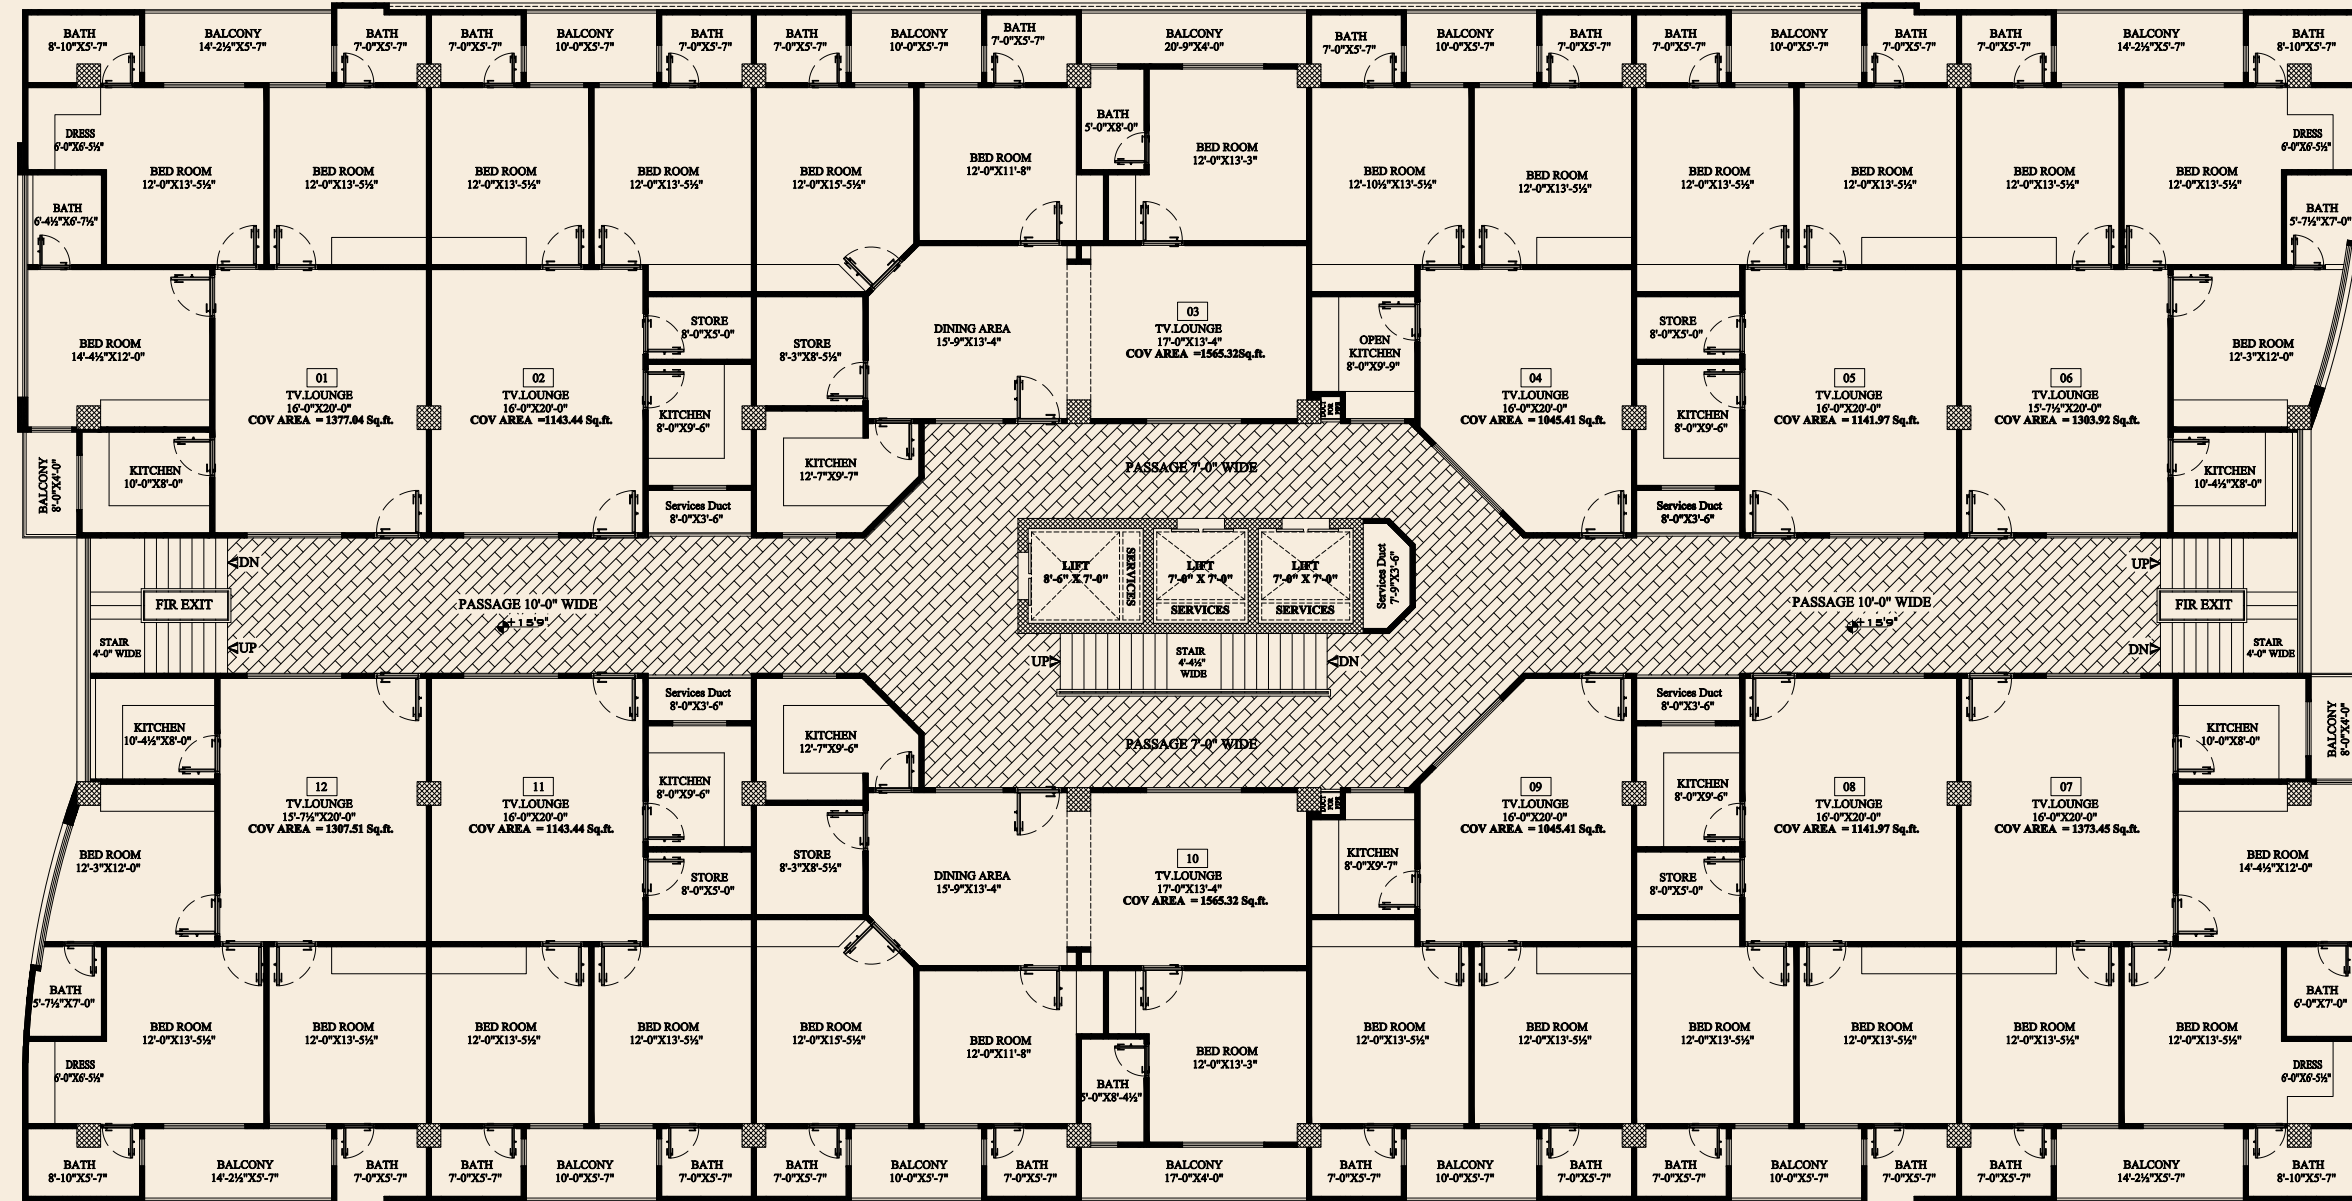 BATH
8'-10"X5'-7"
BALCONY
14'-2½"X5'-7"
BATH
7'-0"X5'-7"
BATH
7'-0"X5'-7"
BALCONY
10'-0"X5'-7"
BATH
7'-0"X5'-7"
BATH
7'-0"X5'-7"
BALCONY
10'-0"X5'-7"
BATH
7'-0"X5'-7"
BALCONY
20'-9"X4'-0"
BATH
7'-0"X5'-7"
BALCONY
10'-0"X5'-7"
BATH
7'-0"X5'-7"
BATH
7'-0"X5'-7"
BALCONY
10'-0"X5'-7"
BATH
7'-0"X5'-7"
BATH
7'-0"X5'-7"
BALCONY
14'-2½"X5'-7"
BATH
8'-10"X5'-7"
DRESS
6'-0"X6'-5½"
BED ROOM
12'-0"X13'-5½"
BED ROOM
12'-0"X13'-5½"
BED ROOM
12'-0"X13'-5½"
BED ROOM
12'-0"X13'-5½"
BED ROOM
12'-0"X15'-5½"
BED ROOM
12'-0"X11'-8"
BATH
5'-0"X8'-0"
BED ROOM
12'-0"X13'-3"
BED ROOM
12'-10½"X13'-5½"
BED ROOM
12'-0"X13'-5½"
BED ROOM
12'-0"X13'-5½"
BED ROOM
12'-0"X13'-5½"
BED ROOM
12'-0"X13'-5½"
BED ROOM
12'-0"X13'-5½"
DRESS
6'-0"X6'-5½"
BATH
6'-4½"X6'-7½"
BATH
5'-7½"X7'-0"
BED ROOM
14'-4½"X12'-0"
01
TV.LOUNGE
16'-0"X20'-0"
COV AREA = 1377.04 Sq.ft.
02
TV.LOUNGE
16'-0"X20'-0"
COV AREA =1143.44 Sq.ft.
STORE
8'-0"X5'-0"
KITCHEN
8'-0"X9'-6"
STORE
8'-3"X8'-5½"
DINING AREA
15'-9"X13'-4"
03
TV.LOUNGE
17'-0"X13'-4"
COV AREA =1565.32Sq.ft.
OPEN
KITCHEN
8'-0"X9'-9"
DUCT
FOR
04
TV.LOUNGE
16'-0"X20'-0"
COV AREA = 1045.41 Sq.ft.
STORE
8'-0"X5'-0"
KITCHEN
8'-0"X9'-6"
05
TV.LOUNGE
16'-0"X20'-0"
COV AREA = 1141.97 Sq.ft.
06
TV.LOUNGE
15'-7½"X20'-0"
COV AREA = 1303.92 Sq.ft.
BED ROOM
12'-3"X12'-0"
BALCONY
8'-0"X4'-0"
KITCHEN
10'-0"X8'-0"
Services Duct
8'-0"X3'-6"
KITCHEN
12'-7"X9'-7"
PASSAGE 7'-0" WIDE
Services Duct
8'-0"X3'-6"
KITCHEN
10'-4½"X8'-0"
DN
FIR EXIT
STAIR
4'-0" WIDE
UP
PASSAGE 10'-0" WIDE
+15'9"
LIFT
8'-6" X 7'-0"
SERVICES
LIFT
7'-0" X 7'-0"
SERVICES
LIFT
7'-0" X 7'-0"
SERVICES
Services Duct
7'-9"X3'-6"
UP
STAIR
4'-4½"
WIDE
DN
PASSAGE 10'-0" WIDE
+15'9"
UP
FIR EXIT
DN
STAIR
4'-0" WIDE
KITCHEN
10'-4½"X8'-0"
Services Duct
8'-0"X3'-6"
KITCHEN
12'-7"X9'-6"
PASSAGE 7'-0" WIDE
Services Duct
8'-0"X3'-6"
KITCHEN
10'-0"X8'-0"
BALCONY
8'-0"X4'-0"
BED ROOM
12'-3"X12'-0"
12
TV.LOUNGE
15'-7½"X20'-0"
COV AREA = 1307.51 Sq.ft.
11
TV.LOUNGE
16'-0"X20'-0"
COV AREA = 1143.44 Sq.ft.
KITCHEN
8'-0"X9'-6"
STORE
8'-0"X5'-0"
STORE
8'-3"X8'-5½"
DINING AREA
15'-9"X13'-4"
10
TV.LOUNGE
17'-0"X13'-4"
COV AREA = 1565.32 Sq.ft.
DUCT
FOR
KITCHEN
8'-0"X9'-7"
09
TV.LOUNGE
16'-0"X20'-0"
COV AREA = 1045.41 Sq.ft.
KITCHEN
8'-0"X9'-6"
STORE
8'-0"X5'-0"
08
TV.LOUNGE
16'-0"X20'-0"
COV AREA = 1141.97 Sq.ft.
07
TV.LOUNGE
16'-0"X20'-0"
COV AREA = 1373.45 Sq.ft.
BED ROOM
14'-4½"X12'-0"
BATH
5'-7½"X7'-0"
BATH
6'-0"X7'-0"
BED ROOM
12'-0"X13'-5½"
BED ROOM
12'-0"X13'-5½"
BED ROOM
12'-0"X13'-5½"
BED ROOM
12'-0"X13'-5½"
BED ROOM
12'-0"X15'-5½"
BED ROOM
12'-0"X11'-8"
BED ROOM
12'-0"X13'-3"
BED ROOM
12'-0"X13'-5½"
BED ROOM
12'-0"X13'-5½"
BED ROOM
12'-0"X13'-5½"
BED ROOM
12'-0"X13'-5½"
BED ROOM
12'-0"X13'-5½"
BED ROOM
12'-0"X13'-5½"
DRESS
6'-0"X6'-5½"
BATH
5'-0"X8'-4½"
DRESS
6'-0"X6'-5½"
BATH
8'-10"X5'-7"
BALCONY
14'-2½"X5'-7"
BATH
7'-0"X5'-7"
BATH
7'-0"X5'-7"
BALCONY
10'-0"X5'-7"
BATH
7'-0"X5'-7"
BATH
7'-0"X5'-7"
BALCONY
10'-0"X5'-7"
BATH
7'-0"X5'-7"
BALCONY
17'-0"X4'-0"
BATH
7'-0"X5'-7"
BALCONY
10'-0"X5'-7"
BATH
7'-0"X5'-7"
BATH
7'-0"X5'-7"
BALCONY
10'-0"X5'-7"
BATH
7'-0"X5'-7"
BATH
7'-0"X5'-7"
BALCONY
14'-2½"X5'-7"
BATH
8'-10"X5'-7"